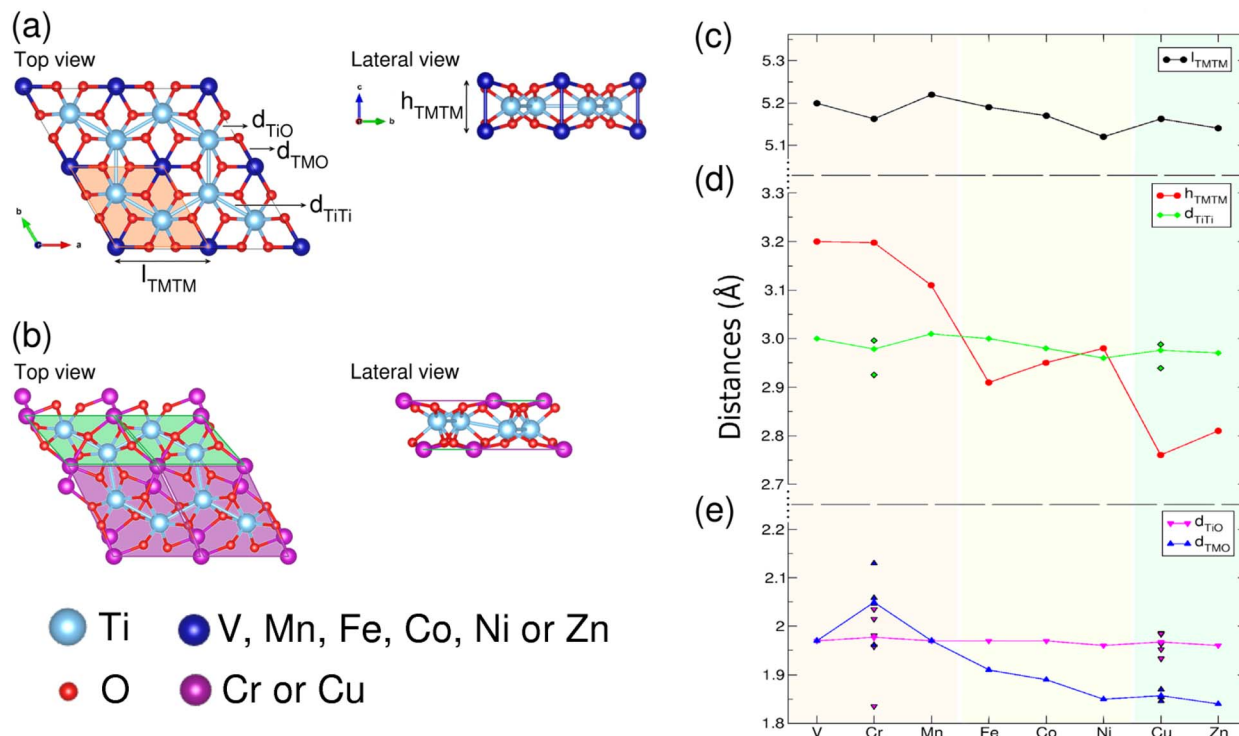 (a)
Top view
Lateral view
c
b
h_TMTM
d_TiO
d_TMO
d_TiTi
b
a
l_TMTM
(b)
Top view
Lateral view
Ti
V, Mn, Fe, Co, Ni or Zn
O
Cr or Cu
Distances (Å)
(c)
5.3
5.2
5.1
l_TMTM
(d)
3.3
3.2
3.1
3.0
2.9
2.8
2.7
h_TMTM
d_TiTi
(e)
2.2
2.1
2
1.9
1.8
d_TiO
d_TMO
V Cr Mn Fe Co Ni Cu Zn